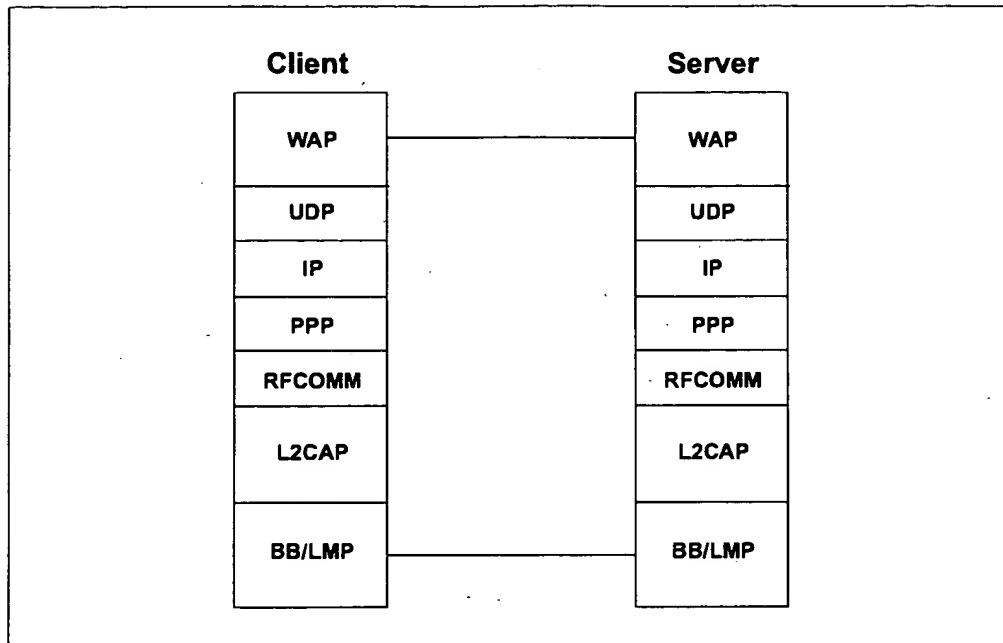 Client Server
WAP WAP
UDP UDP
IP IP
PPP PPP
RFCOMM RFCOMM
L2CAP L2CAP
BB/LMP BB/LMP